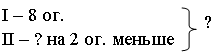 I – 8 ог.
II – ? на 2 ог. меньше
?